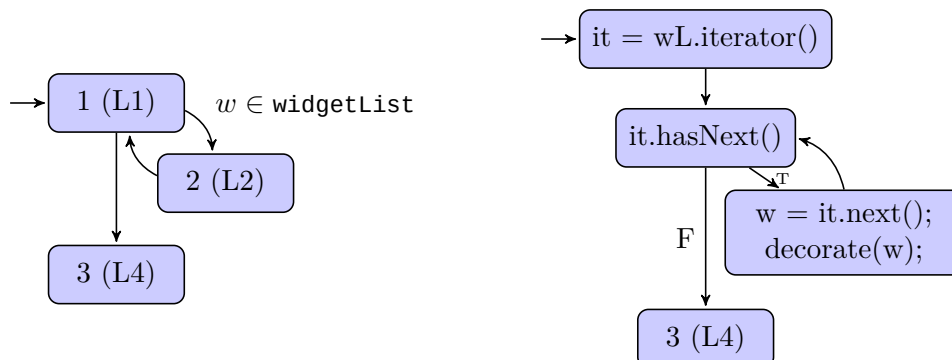 1 (L1)
w ∈ widgetList
2 (L2)
3 (L4)
it = wL.iterator()
it.hasNext()
T
w = it.next();
decorate(w);
F
3 (L4)